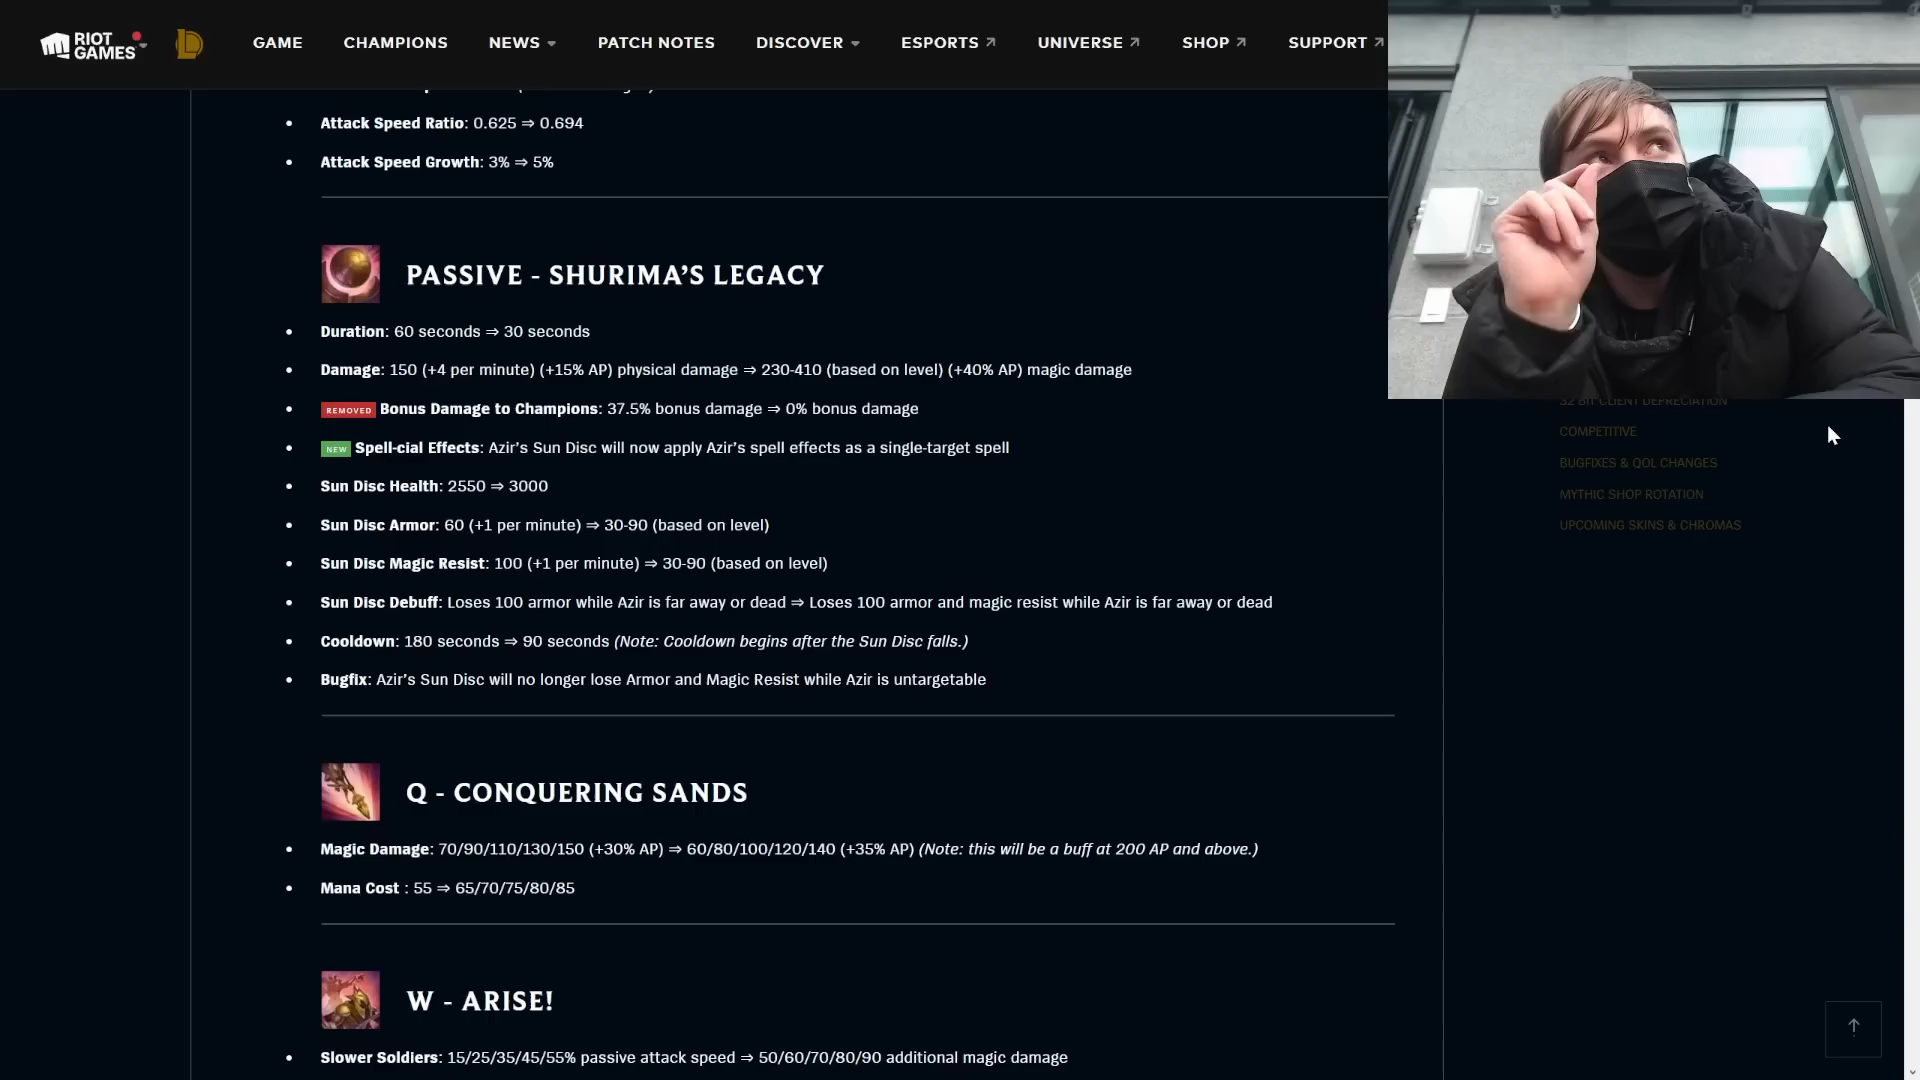 RIOT GAMES
GAME
CHAMPIONS
NEWS
PATCH NOTES
DISCOVER
ESPORTS
UNIVERSE
SHOP
SUPPORT
Attack Speed Ratio: 0.625 ⇒ 0.694
Attack Speed Growth: 3% ⇒ 5%
PASSIVE - SHURIMA'S LEGACY
Duration: 60 seconds ⇒ 30 seconds
Damage: 150 (+4 per minute) (+15% AP) physical damage ⇒ 230-410 (based on level) (+40% AP) magic damage
REMOVED Bonus Damage to Champions: 37.5% bonus damage ⇒ 0% bonus damage
NEW Spell-cial Effects: Azir's Sun Disc will now apply Azir's spell effects as a single-target spell
Sun Disc Health: 2550 ⇒ 3000
Sun Disc Armor: 60 (+1 per minute) ⇒ 30-90 (based on level)
Sun Disc Magic Resist: 100 (+1 per minute) ⇒ 30-90 (based on level)
Sun Disc Debuff: Loses 100 armor while Azir is far away or dead ⇒ Loses 100 armor and magic resist while Azir is far away or dead
Cooldown: 180 seconds ⇒ 90 seconds (Note: Cooldown begins after the Sun Disc falls.)
Bugfix: Azir's Sun Disc will no longer lose Armor and Magic Resist while Azir is untargetable
Q - CONQUERING SANDS
Magic Damage: 70/90/110/130/150 (+30% AP) ⇒ 60/80/100/120/140 (+35% AP) (Note: this will be a buff at 200 AP and above.)
Mana Cost : 55 ⇒ 65/70/75/80/85
W - ARISE!
Slower Soldiers: 15/25/35/45/55% passive attack speed ⇒ 50/60/70/80/90 additional magic damage
32 BIT CLIENT DEPRECIATION
COMPETITIVE
BUGFIXES & QOL CHANGES
MYTHIC SHOP ROTATION
UPCOMING SKINS & CHROMAS